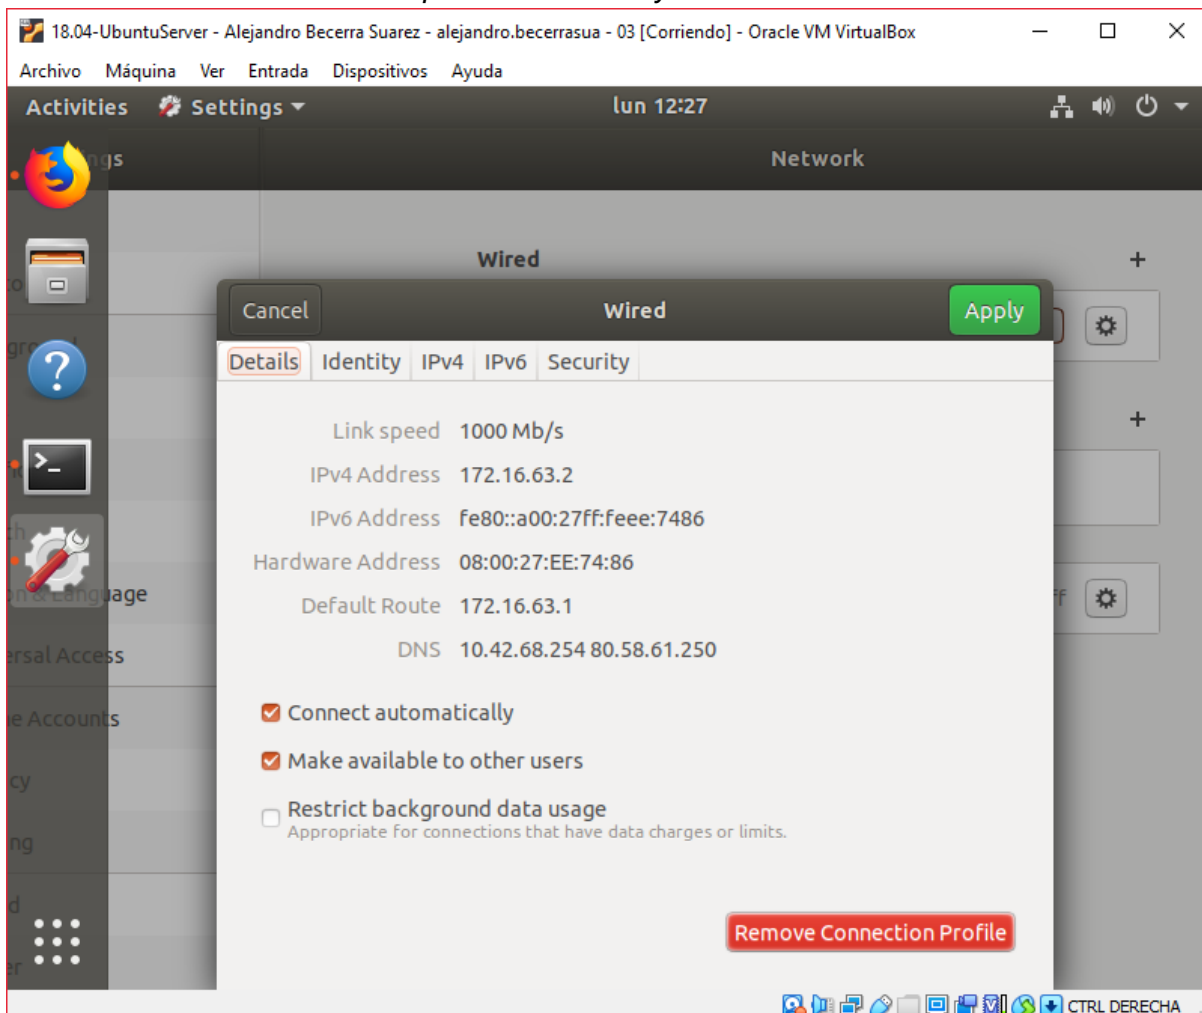 18.04-UbuntuServer - Alejandro Becerra Suarez - alejandro.becerrasua - 03 [Corriendo] - Oracle VM VirtualBox
Archivo Máquina Ver Entrada Dispositivos Ayuda
Activities Settings lun 12:27
Network
Wired
Cancel Wired Apply
Details Identity IPv4 IPv6 Security
Link speed 1000 Mb/s
IPv4 Address 172.16.63.2
IPv6 Address fe80::a00:27ff:feee:7486
Hardware Address 08:00:27:EE:74:86
Default Route 172.16.63.1
DNS 10.42.68.254 80.58.61.250
Connect automatically
Make available to other users
Restrict background data usage
Appropriate for connections that have data charges or limits.
Remove Connection Profile
CTRL DERECHA